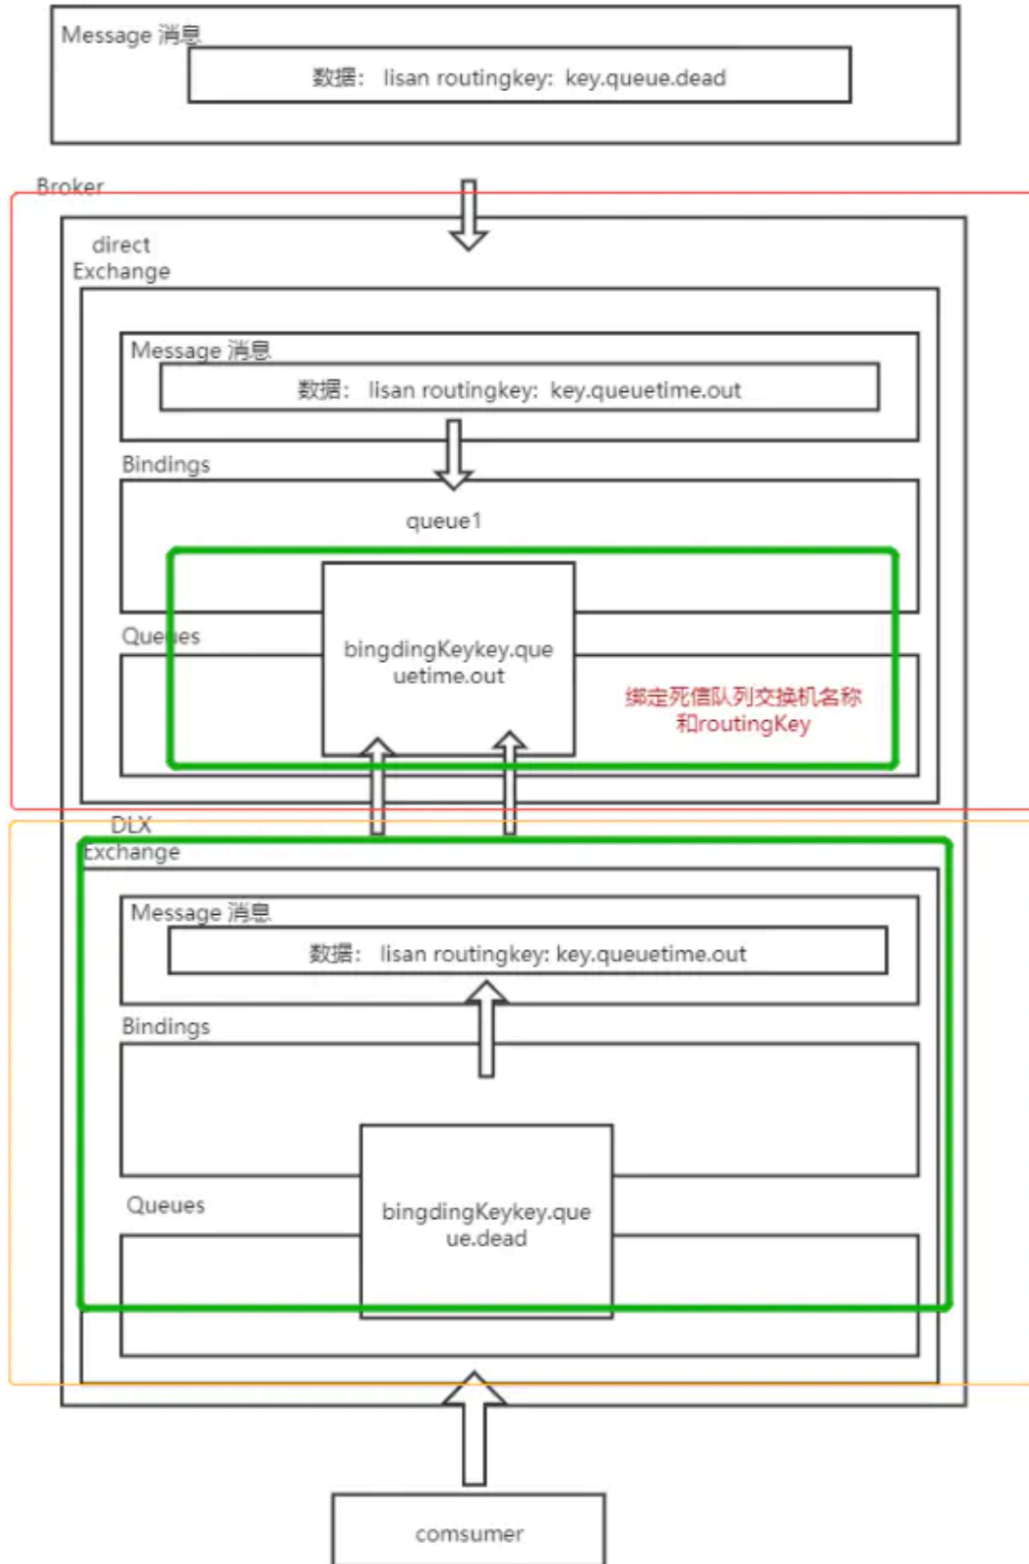 Message 消息
数据： lisan routingkey: key.queue.dead
Broker
direct
Exchange
Message 消息
数据： lisan routingkey: key.queuetime.out
Bindings
queue1
Queues
bingdingKeykey.que
uetime.out
绑定死信队列交换机名称
和routingKey
DLX
Exchange
Message 消息
数据： lisan routingkey: key.queuetime.out
Bindings
Queues
bingdingKeykey.que
ue.dead
comsumer